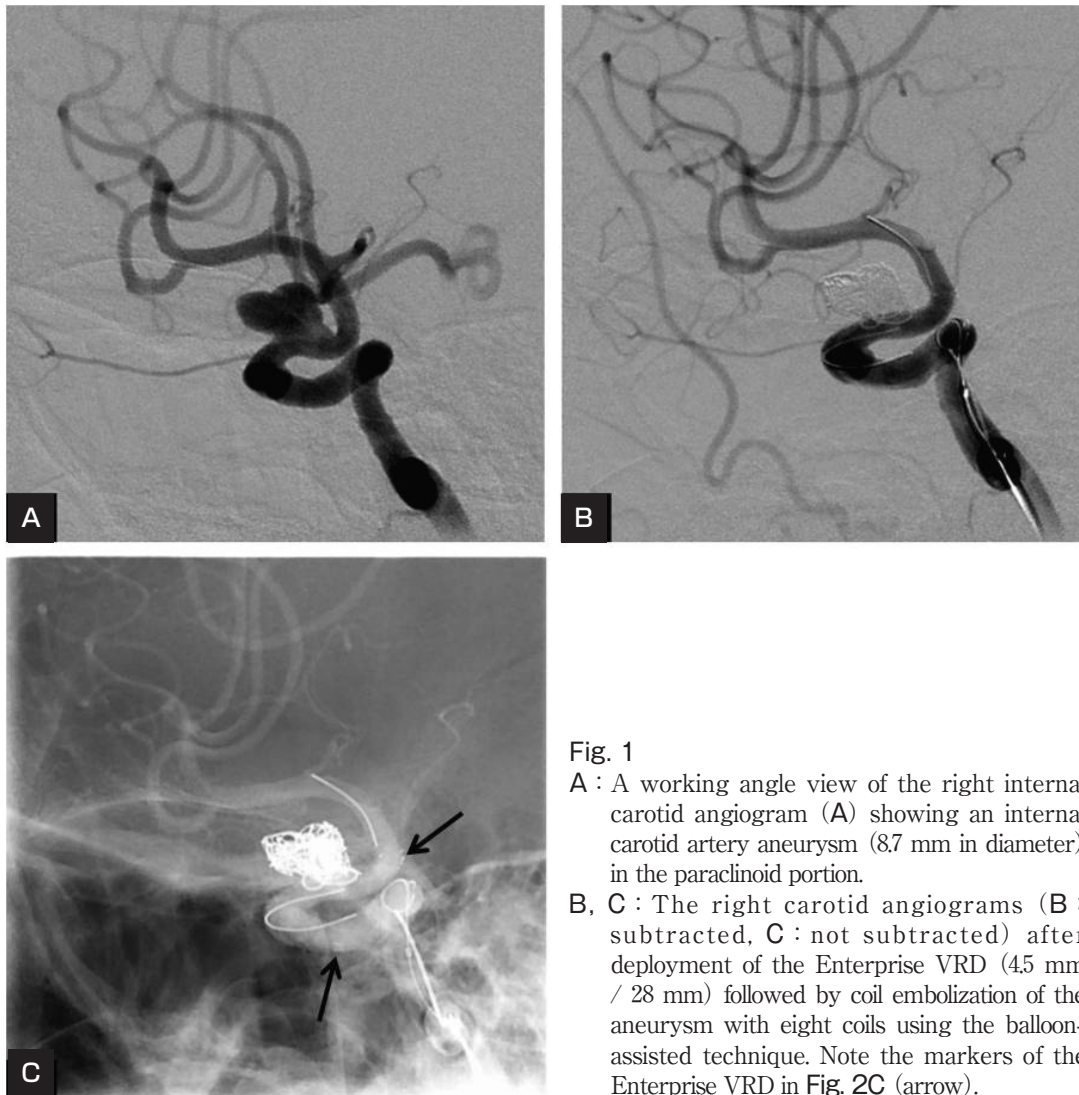 A
B
C
Fig. 1
A : A working angle view of the right interna
carotid angiogram (A) showing an interna
carotid artery aneurysm (8.7 mm in diameter)
in the paraclinoid portion.
B, C : The right carotid angiograms (B :
subtracted, C : not subtracted) after
deployment of the Enterprise VRD (4.5 mm
/ 28 mm) followed by coil embolization of the
aneurysm with eight coils using the balloon-
assisted technique. Note the markers of the
Enterprise VRD in Fig. 2C (arrow).